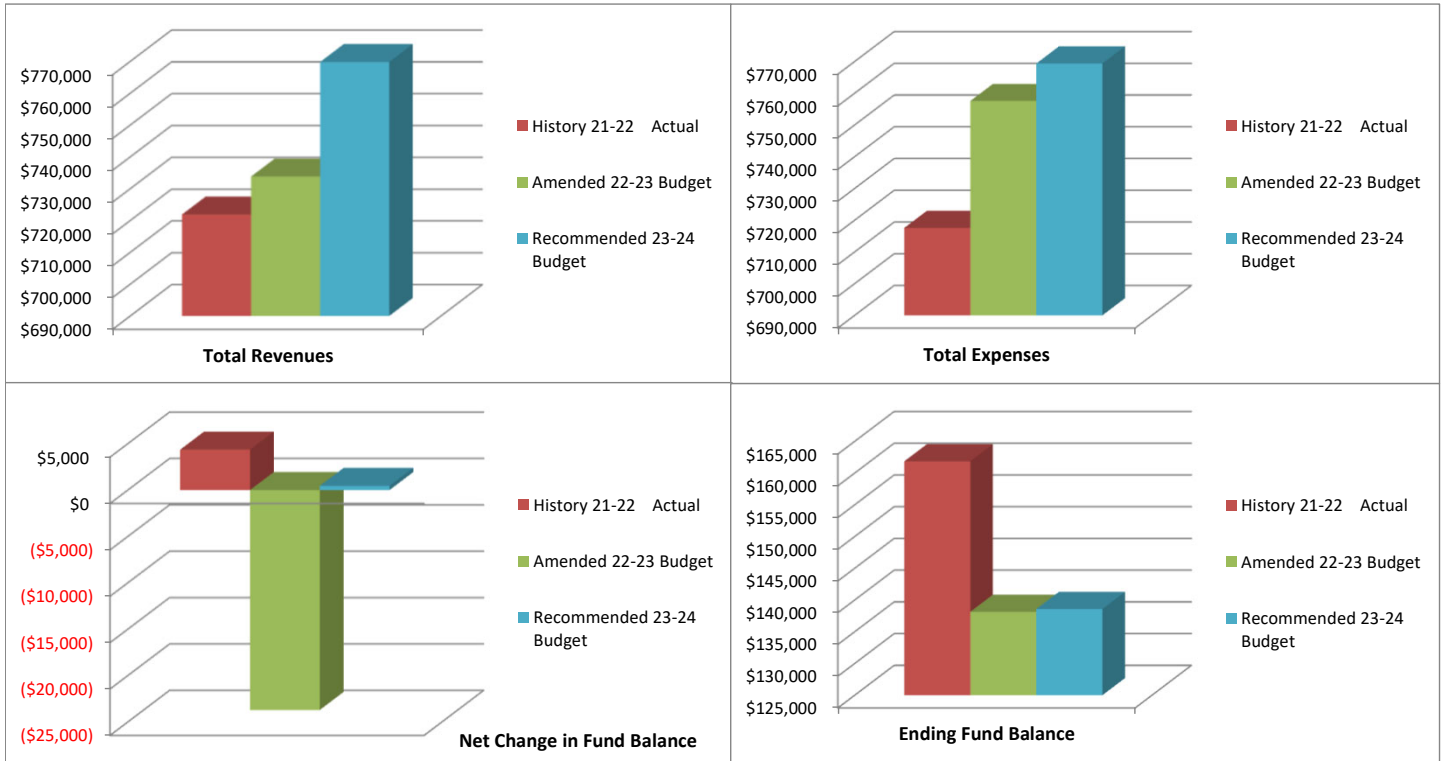 $770,000
$760,000
$750,000
$740,000
$730,000
$720,000
$710,000
$700,000
$690,000
Total Revenues
History 21-22 Actual
Amended 22-23 Budget
Recommended 23-24
Budget
$770,000
$760,000
$750,000
$740,000
$730,000
$720,000
$710,000
$700,000
$690,000
Total Expenses
History 21-22 Actual
Amended 22-23 Budget
Recommended 23-24
Budget
$5,000
$0
($5,000)
($10,000)
($15,000)
($20,000)
($25,000)
Net Change in Fund Balance
History 21-22 Actual
Amended 22-23 Budget
Recommended 23-24
Budget
$165,000
$160,000
$155,000
$150,000
$145,000
$140,000
$135,000
$130,000
$125,000
Ending Fund Balance
History 21-22 Actual
Amended 22-23 Budget
Recommended 23-24
Budget